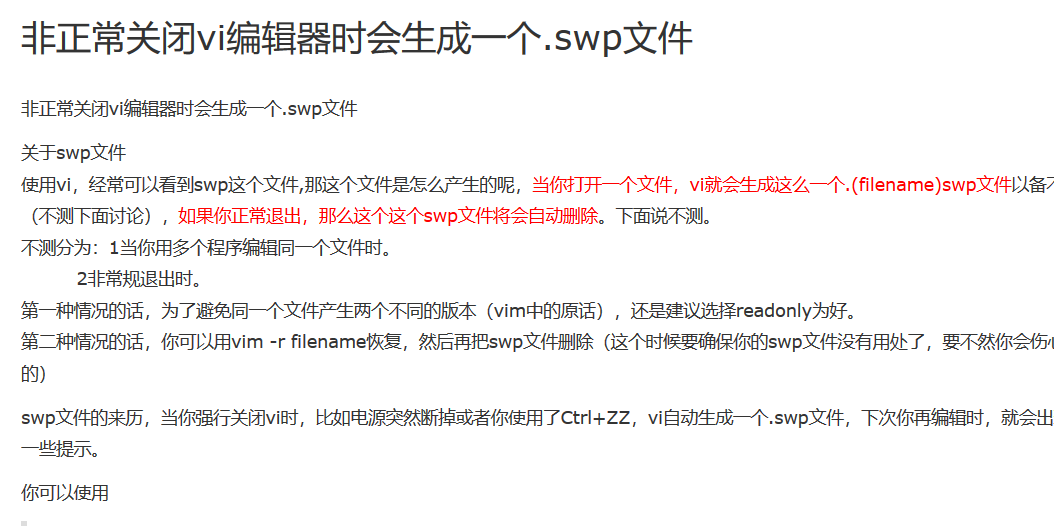 非正常关闭vi编辑器时会生成一个.swp文件
非正常关闭vi编辑器时会生成一个.swp文件
关于swp文件
使用vi，经常可以看到swp这个文件,那这个文件是怎么产生的呢，当你打开一个文件，vi就会生成这么一个.(filename)swp文件以备不
（不测下面讨论），如果你正常退出，那么这个这个swp文件将会自动删除。下面说不测。
不测分为：1当你用多个程序编辑同一个文件时。
2非常规退出时。
第一种情况的话，为了避免同一个文件产生两个不同的版本（vim中的原话），还是建议选择readonly为好。
第二种情况的话，你可以用vim -r filename恢复，然后再把swp文件删除（这个时候要确保你的swp文件没有用处了，要不然你会伤心
的）
swp文件的来历，当你强行关闭vi时，比如电源突然断掉或者你使用了Ctrl+ZZ，vi自动生成一个.swp文件，下次你再编辑时，就会出
一些提示。
你可以使用